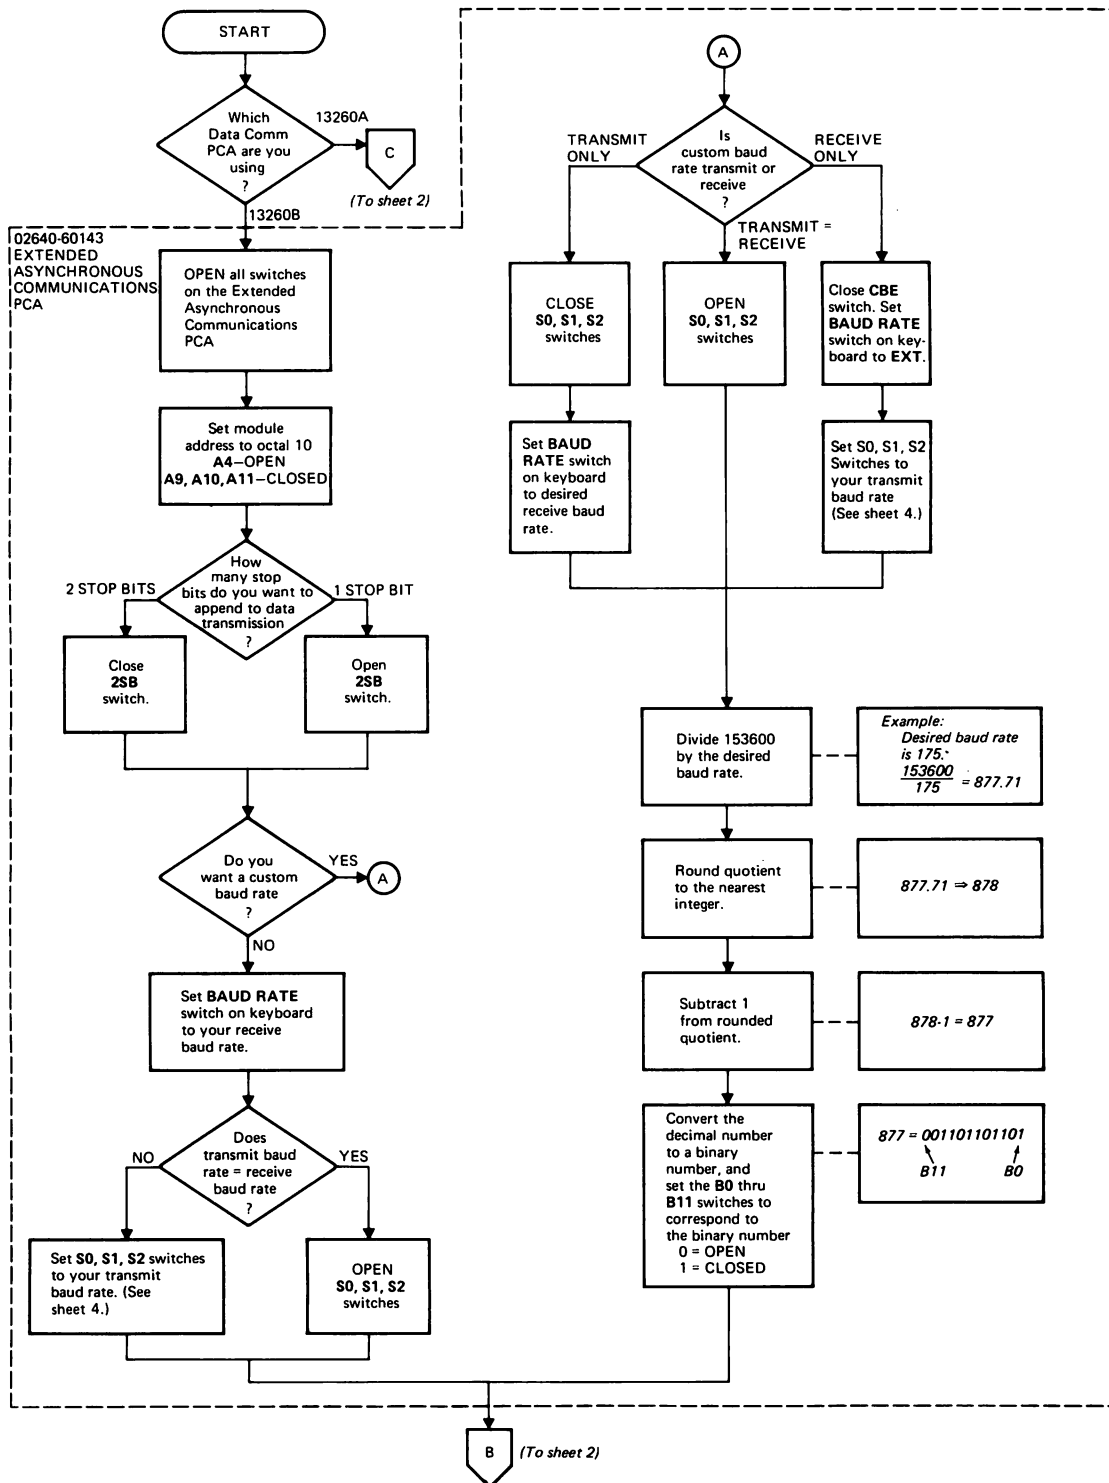 START
Which
Data Comm
PCA are you
using
?
13260A
C
(To sheet 2)
13260B
02640-60143
EXTENDED
ASYNCHRONOUS
COMMUNICATIONS
PCA
OPEN all switches
on the Extended
Asynchronous
Communications
PCA
Set module
address to octal 10
A4—OPEN
A9, A10, A11—CLOSED
How
many stop
bits do you want to
append to data
transmission
?
2 STOP BITS
1 STOP BIT
Close
2SB
switch.
Open
2SB
switch.
Do you
want a custom
baud rate
?
YES
A
NO
Set BAUD RATE
switch on keyboard
to your receive
baud rate.
Does
transmit baud
rate = receive
baud rate
?
NO
YES
Set S0, S1, S2 switches
to your transmit
baud rate. (See
sheet 4.)
OPEN
S0, S1, S2
switches
A
Is
custom baud
rate transmit or
receive
?
TRANSMIT
ONLY
RECEIVE
ONLY
TRANSMIT =
RECEIVE
CLOSE
S0, S1, S2
switches
OPEN
S0, S1, S2
switches
Close CBE
switch. Set
BAUD RATE
switch on key-
board to EXT.
Set BAUD
RATE switch
on keyboard
to desired
receive baud
rate.
Set S0, S1, S2
Switches to
your transmit
baud rate
(See sheet 4.)
Divide 153600
by the desired
baud rate.
Example:
Desired baud rate
is 175.
153600
175
= 877.71
Round quotient
to the nearest
integer.
877.71 ⇒ 878
Subtract 1
from rounded
quotient.
878-1 = 877
Convert the
decimal number
to a binary
number, and
set the B0 thru
B11 switches to
correspond to
the binary number
0 = OPEN
1 = CLOSED
877 = 001101101101
B11
B0
B
(To sheet 2)